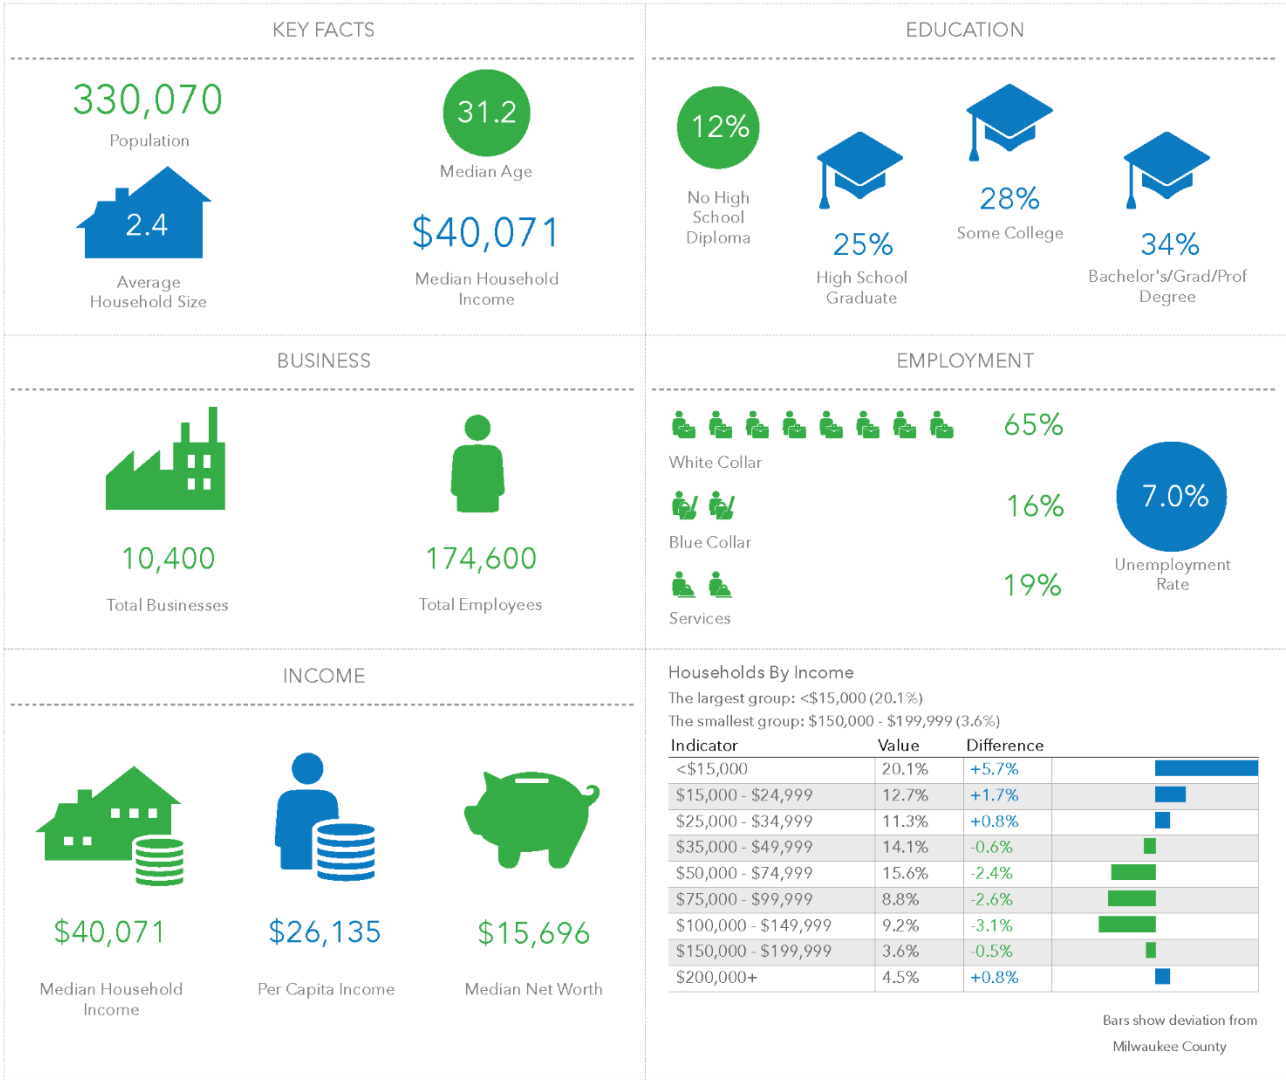 KEY FACTS
330,070
Population
31.2
Median Age
2.4
Average
Household Size
$40,071
Median Household
Income
EDUCATION
12%
No High
School
Diploma
25%
High School
Graduate
28%
Some College
34%
Bachelor's/Grad/Prof
Degree
BUSINESS
10,400
Total Businesses
174,600
Total Employees
EMPLOYMENT
65%
White Collar
16%
Blue Collar
19%
Services
7.0%
Unemployment
Rate
INCOME
$40,071
Median Household
Income
$26,135
Per Capita Income
$15,696
Median Net Worth
Households By Income
The largest group: <$15,000 (20.1%)
The smallest group: $150,000 - $199,999 (3.6%)
Indicator Value Difference
<$15,000 20.1% +5.7%
$15,000 - $24,999 12.7% +1.7%
$25,000 - $34,999 11.3% +0.8%
$35,000 - $49,999 14.1% -0.6%
$50,000 - $74,999 15.6% -2.4%
$75,000 - $99,999 8.8% -2.6%
$100,000 - $149,999 9.2% -3.1%
$150,000 - $199,999 3.6% -0.5%
$200,000+ 4.5% +0.8%
Bars show deviation from
Milwaukee County